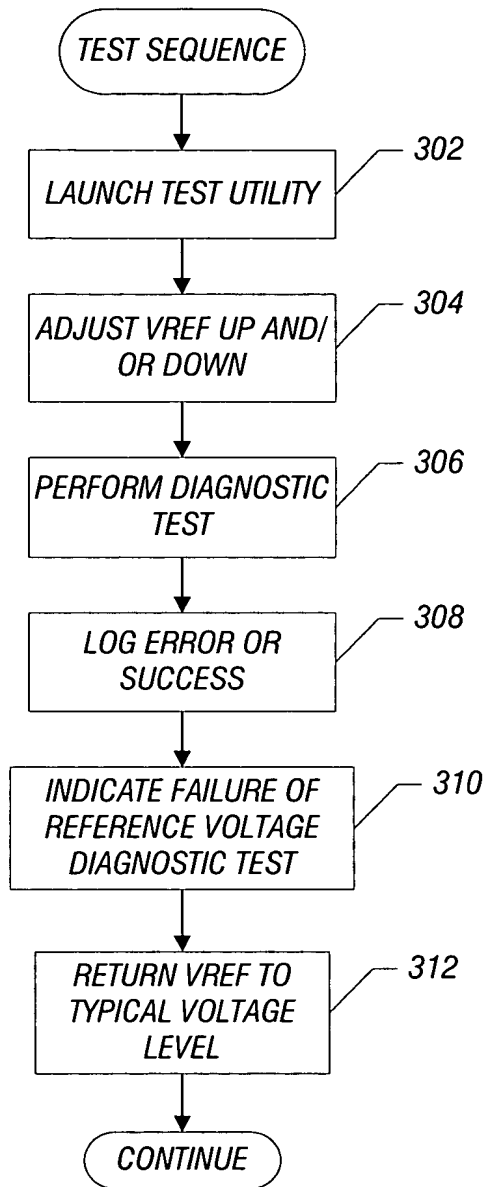 TEST SEQUENCE
302
LAUNCH TEST UTILITY
304
ADJUST VREF UP AND/
OR DOWN
306
PERFORM DIAGNOSTIC
TEST
308
LOG ERROR OR
SUCCESS
310
INDICATE FAILURE OF
REFERENCE VOLTAGE
DIAGNOSTIC TEST
312
RETURN VREF TO
TYPICAL VOLTAGE
LEVEL
CONTINUE